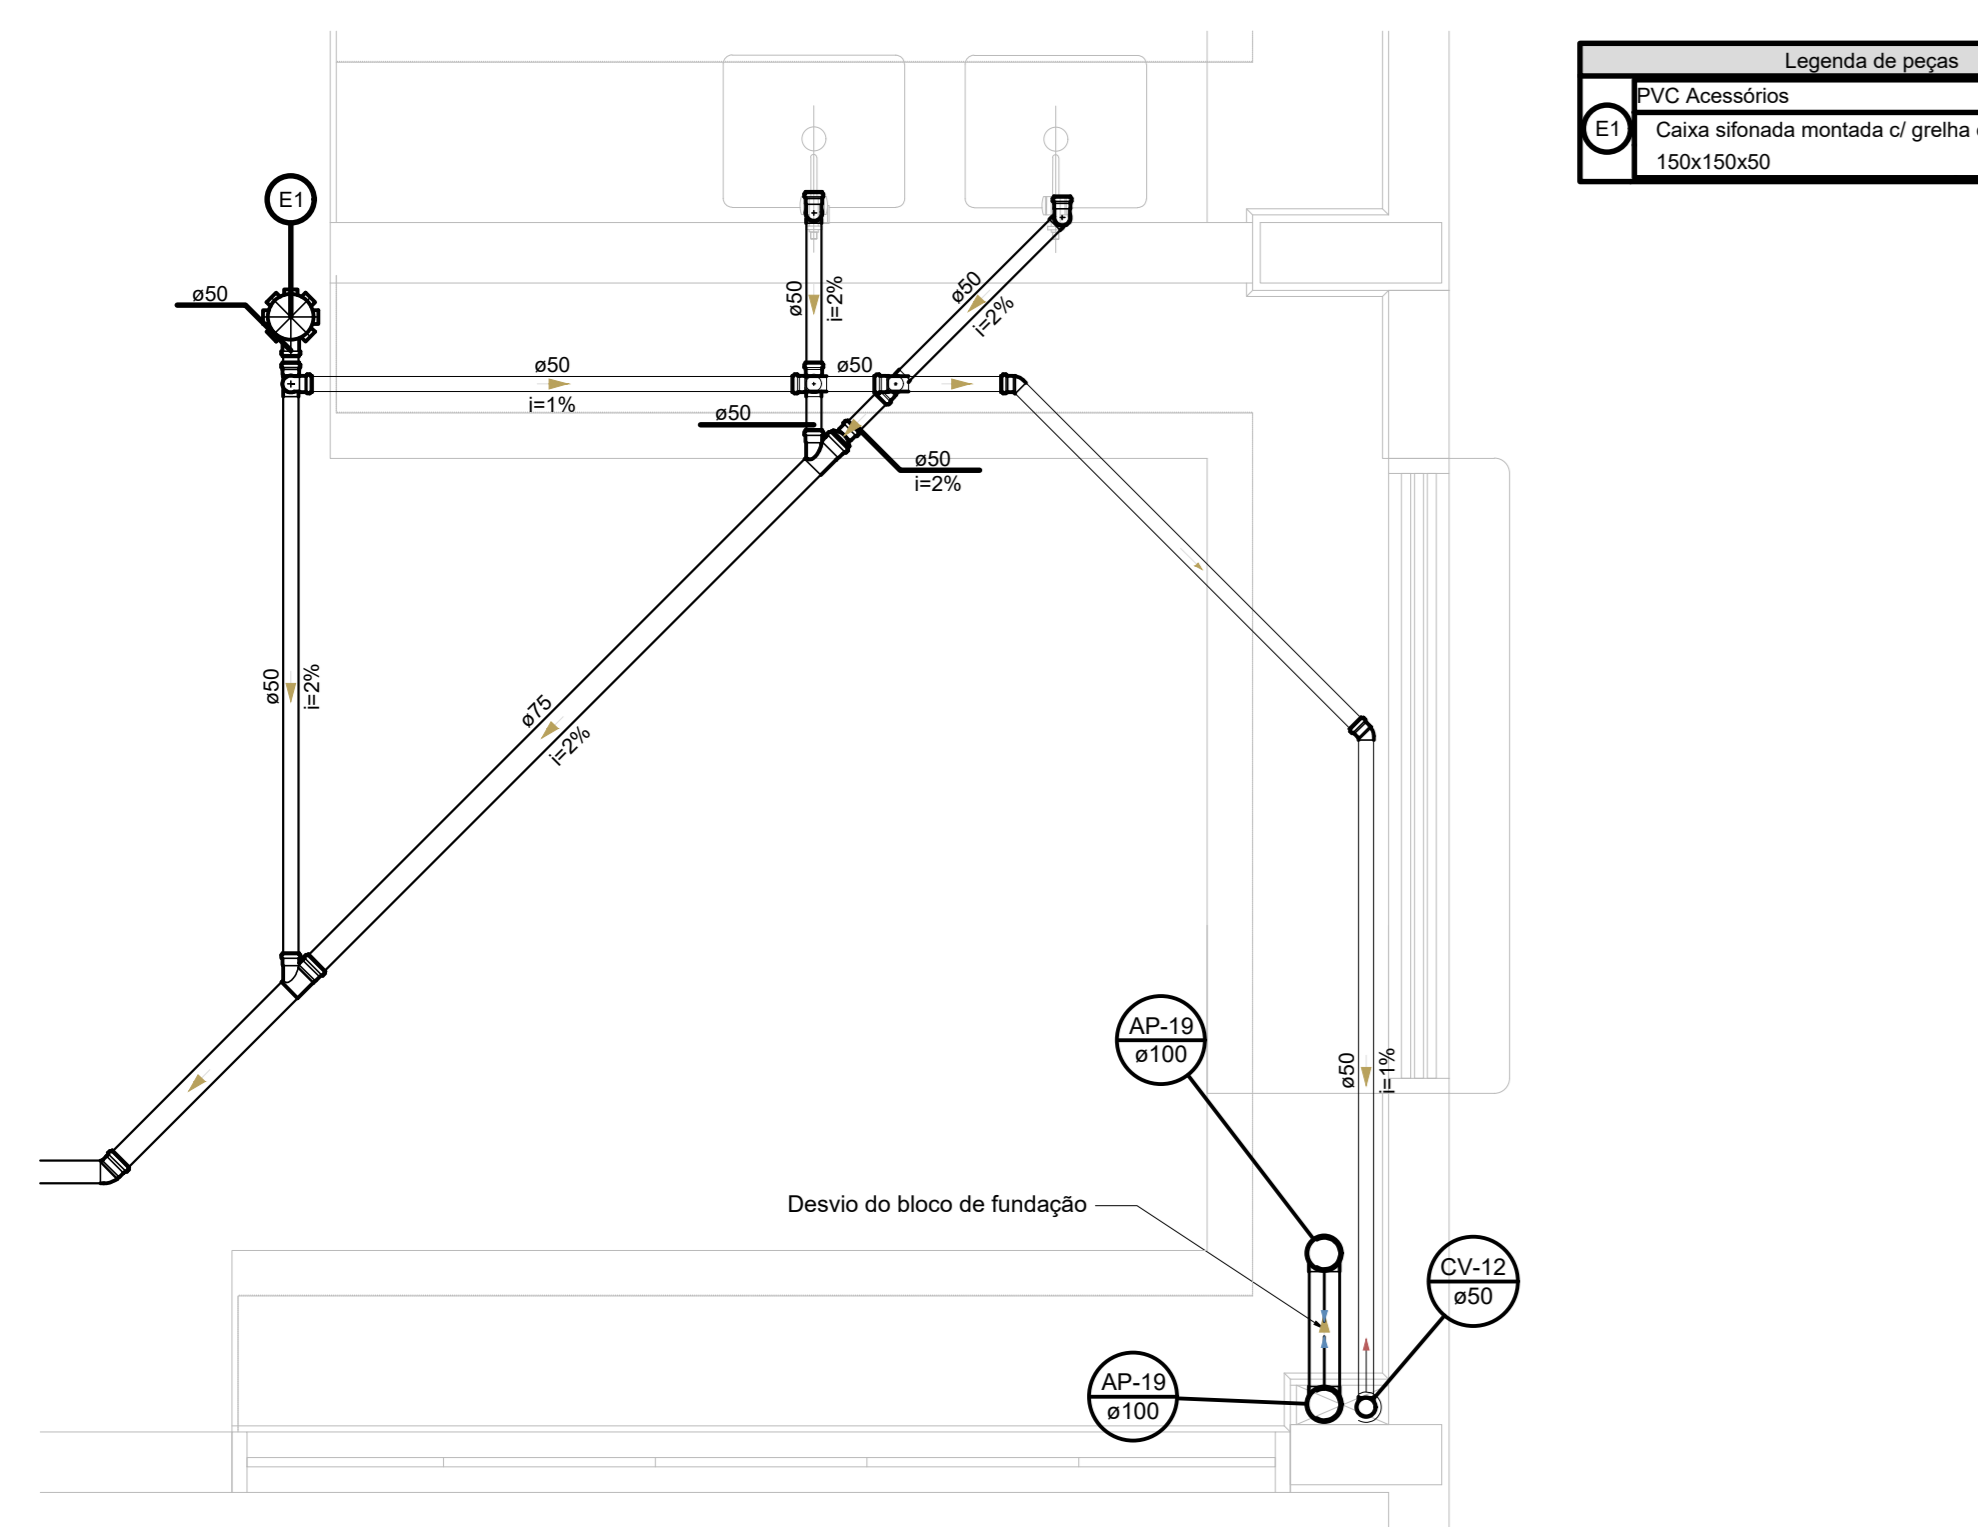 Legenda de peças
PVC Acessórios
E1
Caixa sifonada montada c/ grelha
150x150x50
E1
ø50
ø50
i=2%
ø50
i=2%
ø50
i=1%
ø50
ø50
ø50
i=2%
ø50
i=2%
ø75
i=2%
AP-19
ø100
ø50
i=1%
Desvio do bloco de fundação
CV-12
ø50
AP-19
ø100